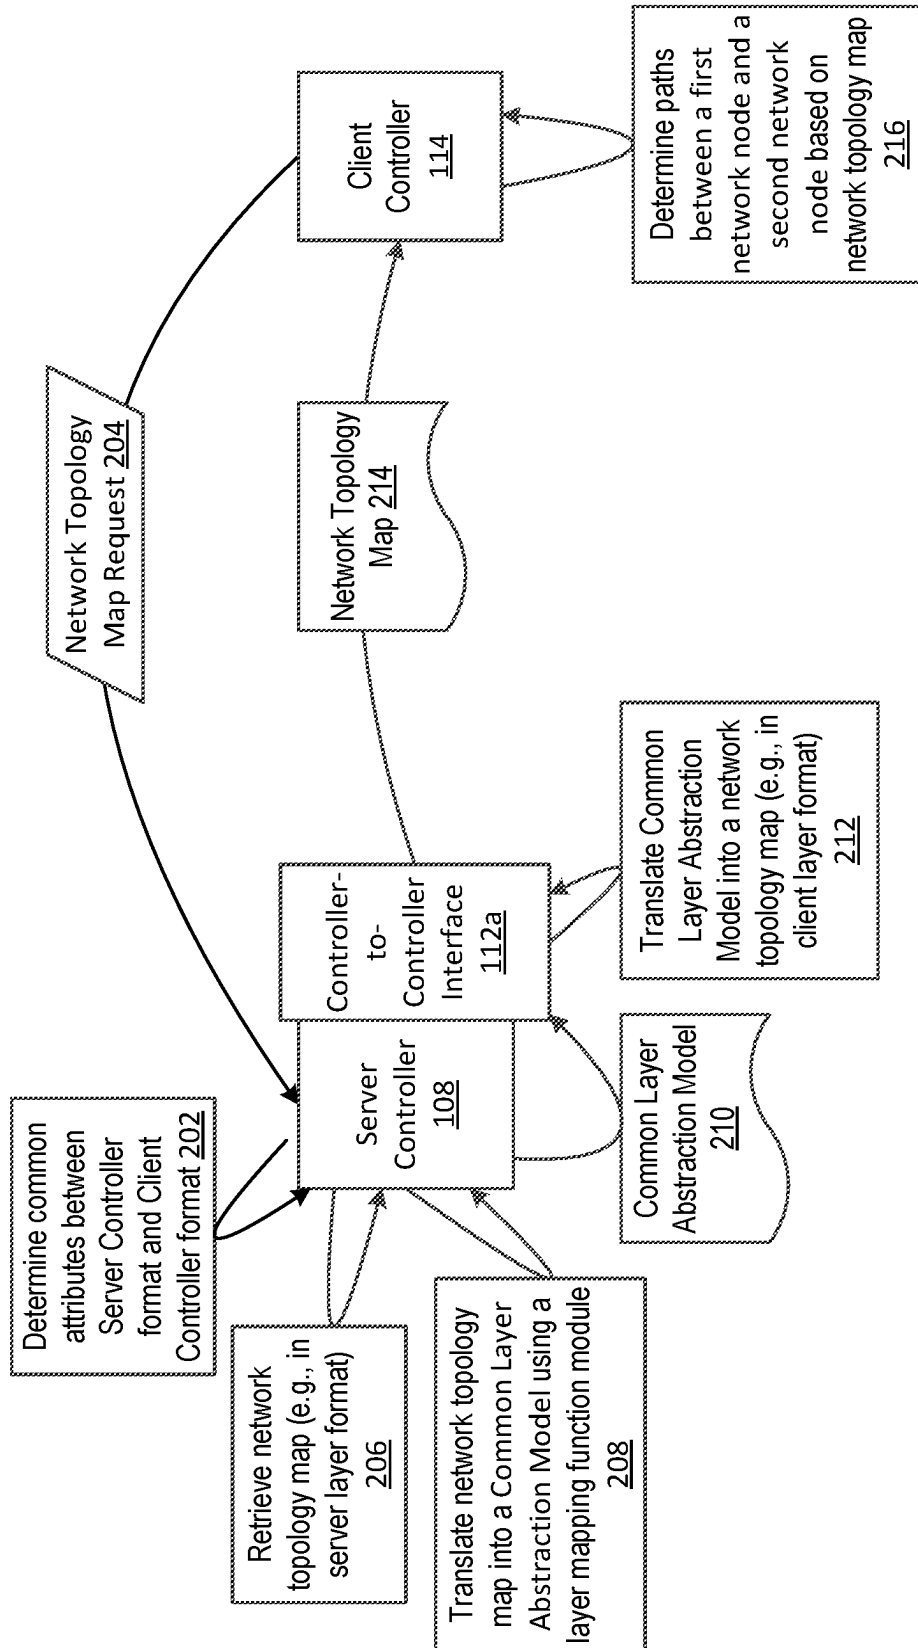 Determine common
attributes between
Server Controller
format and Client
Controller format 202
Network Topology
Map Request 204
Retrieve network
topology map (e.g., in
server layer format)
206
Server
Controller
108
Controller-
to-
Controller
Interface
112a
Network Topology
Map 214
Client
Controller
114
Translate network topology
map into a Common Layer
Abstraction Model using a
layer mapping function module
208
Common Layer
Abstraction Model
210
Translate Common
Layer Abstraction
Model into a network
topology map (e.g., in
client layer format)
212
Determine paths
between a first
network node and a
second network
node based on
network topology map
216